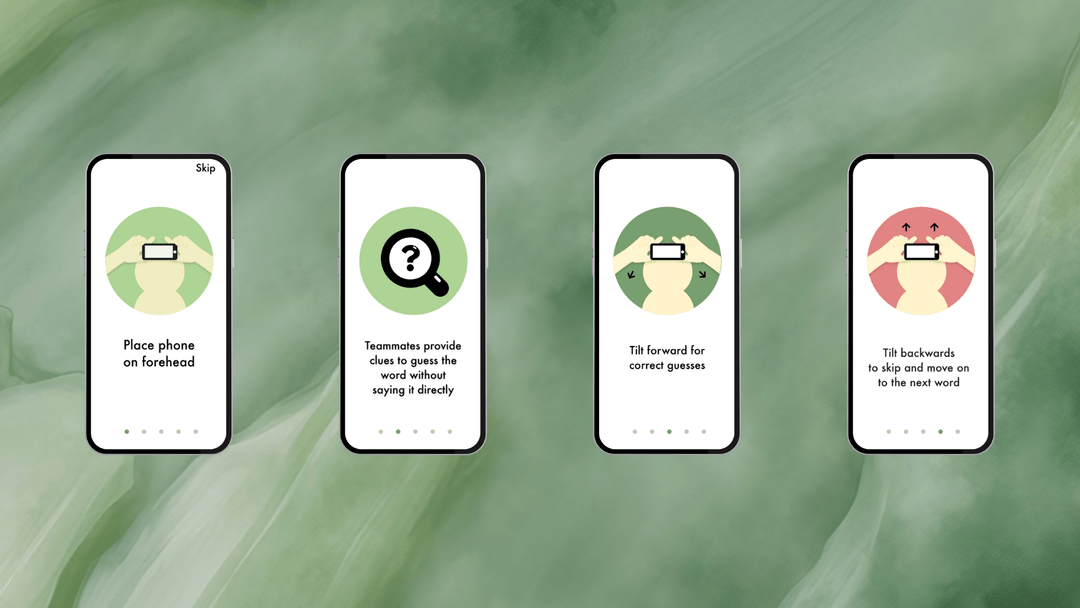 Skip
Place phone
on forehead
?
Teammates provide
clues to guess the
word without
saying it directly
Tilt forward for
correct guesses
Tilt backwards
to skip and move on
to the next word